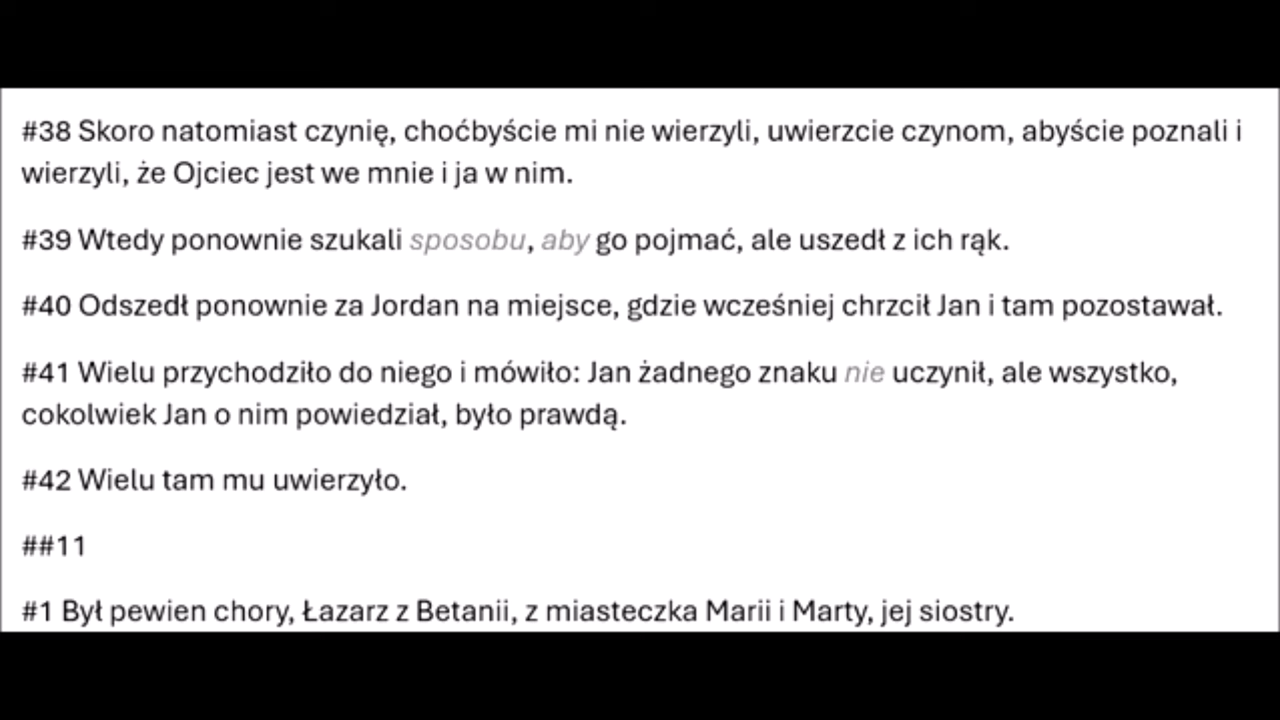 #38 Skoro natomiast czynię, choćbyście mi nie wierzyli, uwierzcie czynom, abyście poznali i
wierzyli, że Ojciec jest we mnie i ja w nim.
#39 Wtedy ponownie szukali sposobu, aby go pojmać, ale uszedł z ich rąk.
#40 Odszedł ponownie za Jordan na miejsce, gdzie wcześniej chrzcił Jan i tam pozostawał.
#41 Wielu przychodziło do niego i mówiło: Jan żadnego znaku nie uczynił, ale wszystko,
cokolwiek Jan o nim powiedział, było prawdą.
#42 Wielu tam mu uwierzyło.
##11
#1 Był pewien chory, Łazarz z Betanii, z miasteczka Marii i Marty, jej siostry.